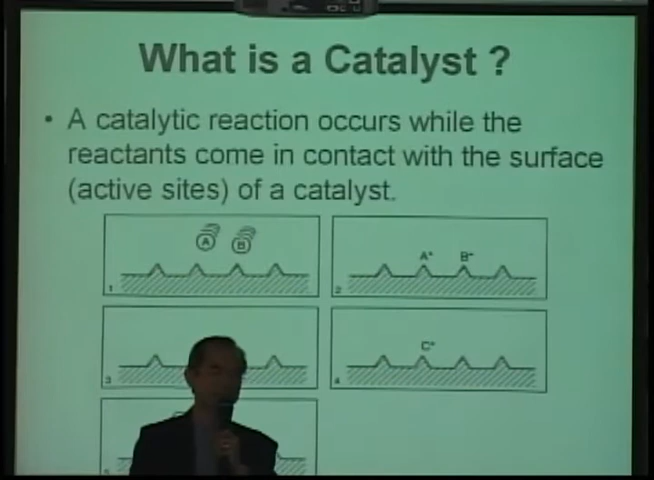 What is a Catalyst ?
• A catalytic reaction occurs while the
reactants come in contact with the surface
(active sites) of a catalyst.
A B
1
A* B*
2
3
C*
4